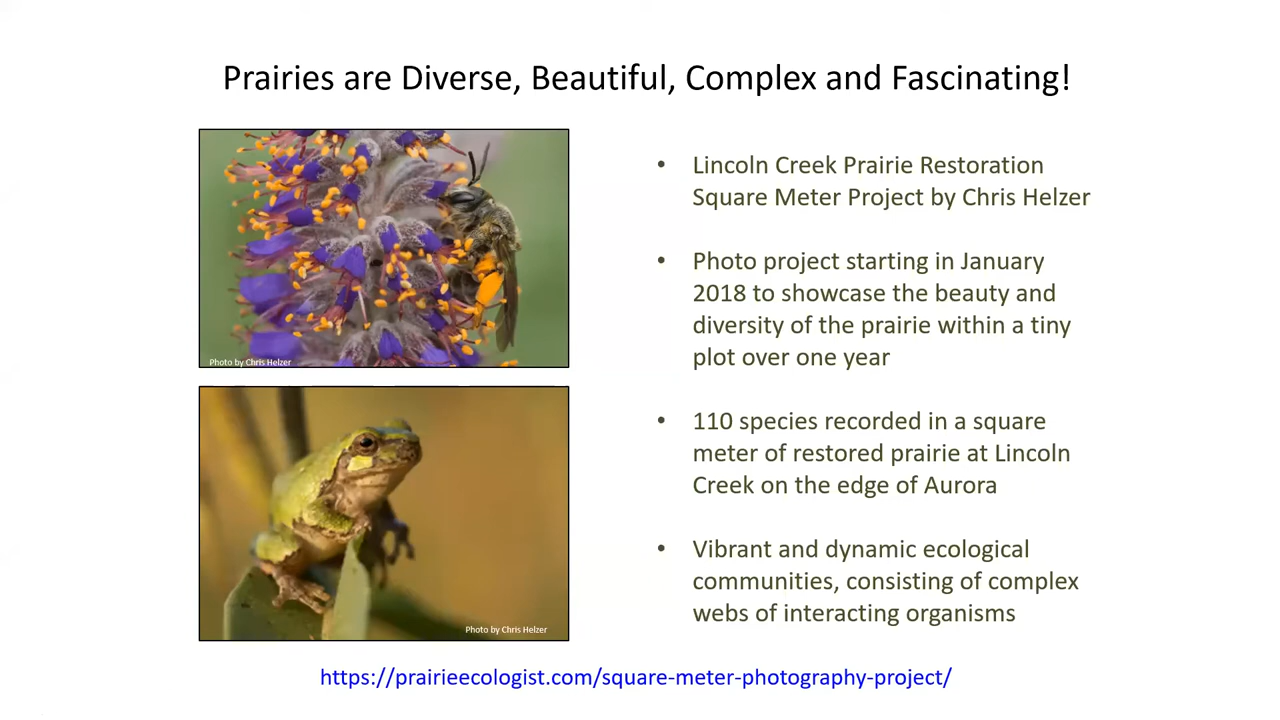 Prairies are Diverse, Beautiful, Complex and Fascinating!
Photo by Chris Helzer
Photo by Chris Helzer
• Lincoln Creek Prairie Restoration
Square Meter Project by Chris Helzer
• Photo project starting in January
2018 to showcase the beauty and
diversity of the prairie within a tiny
plot over one year
• 110 species recorded in a square
meter of restored prairie at Lincoln
Creek on the edge of Aurora
• Vibrant and dynamic ecological
communities, consisting of complex
webs of interacting organisms
https://prairieecologist.com/square-meter-photography-project/